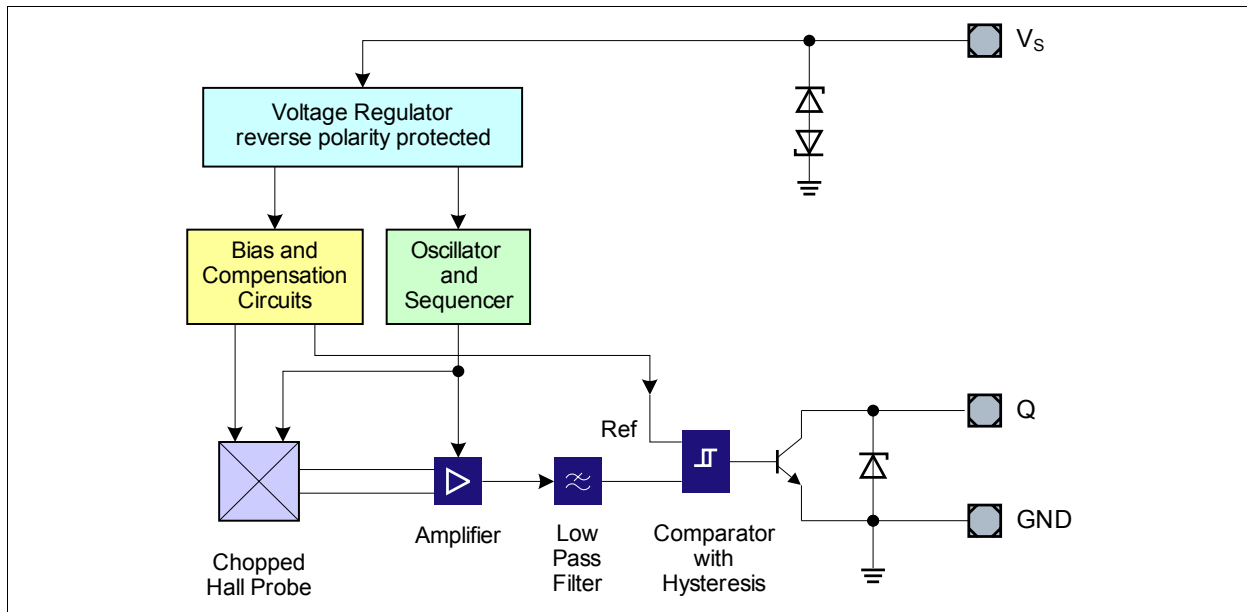 V_S
Voltage Regulator
reverse polarity protected
Bias and
Compensation
Circuits
Oscillator
and
Sequencer
Ref
Q
GND
Amplifier
Low
Pass
Filter
Comparator
with
Hysteresis
Chopped
Hall Probe